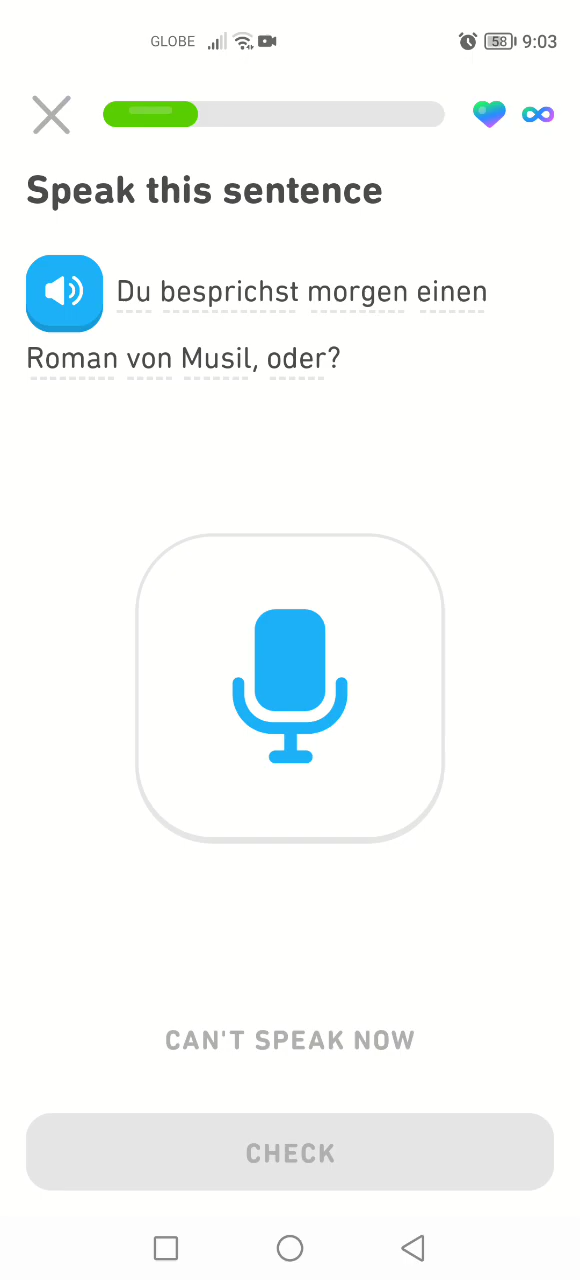 GLOBE 58 9:03
Speak this sentence
Du besprichst morgen einen
Roman von Musil, oder?
CAN'T SPEAK NOW
CHECK